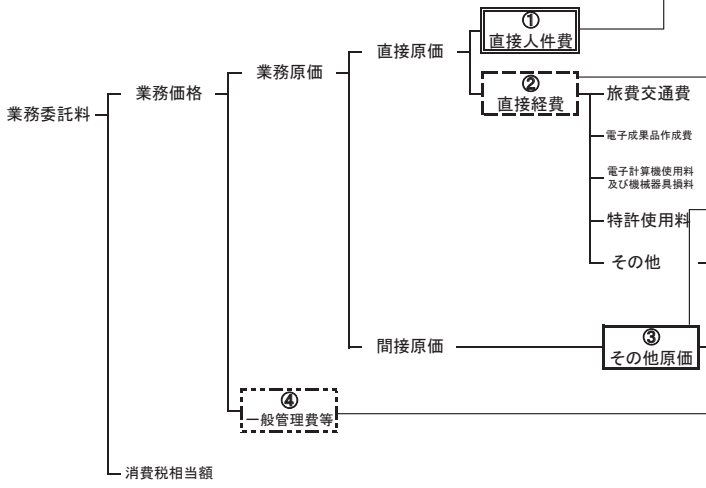 ①
直接人件費
直接原価
②
直接経費
業務原価
業務価格
旅費交通費
業務委託料
電子成果品作成費
電子計算機使用料
及び機械器具損料
特許使用料
その他
③
間接原価
その他原価
④
一般管理費等
消費税相当額